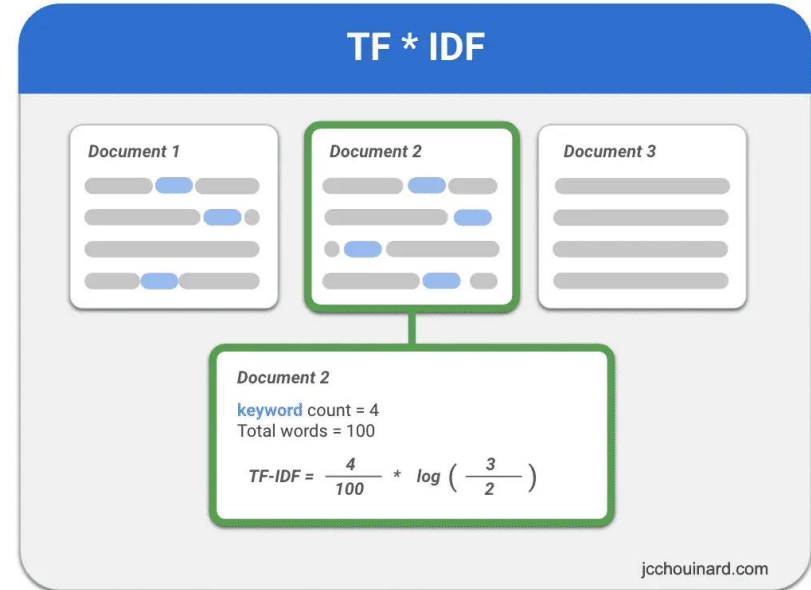 TF * IDF
Document 1
Document 2
Document 3
Document 2
keyword count = 4
Total words = 100
TF-IDF = 4/100 * log ( 3/2 )
jcchouinard.com